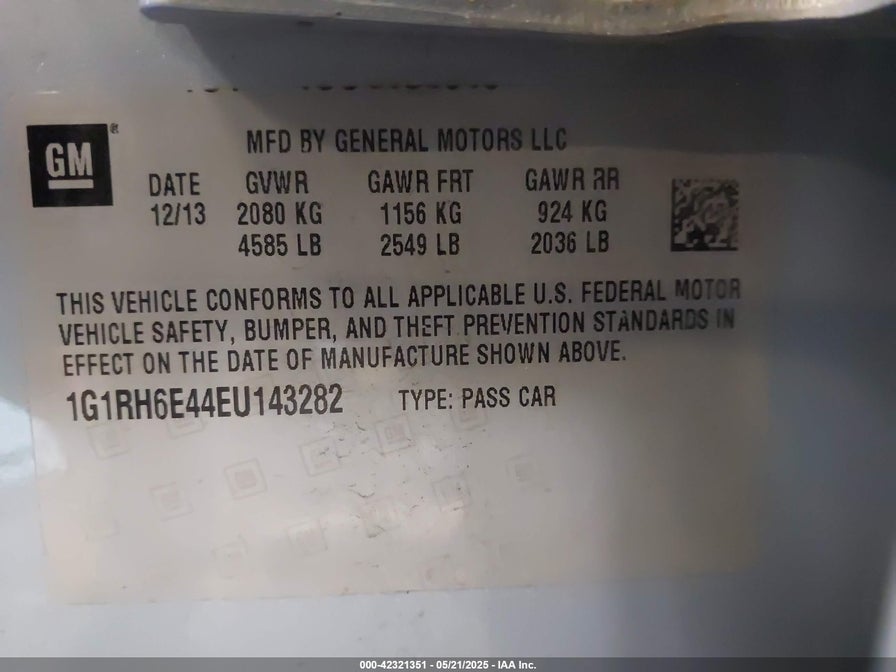 GM ®
MFD BY GENERAL MOTORS LLC
DATE GVWR GAWR FRT GAWR RR
12/13 2080 KG 1156 KG 924 KG
4585 LB 2549 LB 2036 LB
THIS VEHICLE CONFORMS TO ALL APPLICABLE U.S. FEDERAL MOTOR
VEHICLE SAFETY, BUMPER, AND THEFT PREVENTION STANDARDS IN
EFFECT ON THE DATE OF MANUFACTURE SHOWN ABOVE.
1G1RH6E44EU143282 TYPE: PASS CAR
000-42321351 - 05/21/2025 - IAA Inc.